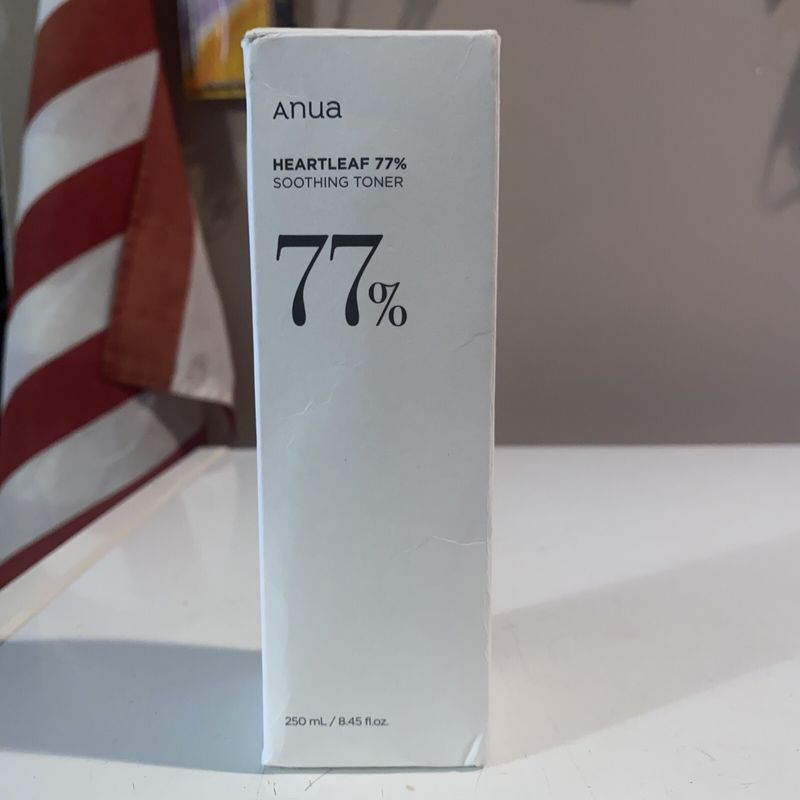 Anua
HEARTLEAF 77%
SOOTHING TONER
77%
250 mL / 8.45 fl.oz.